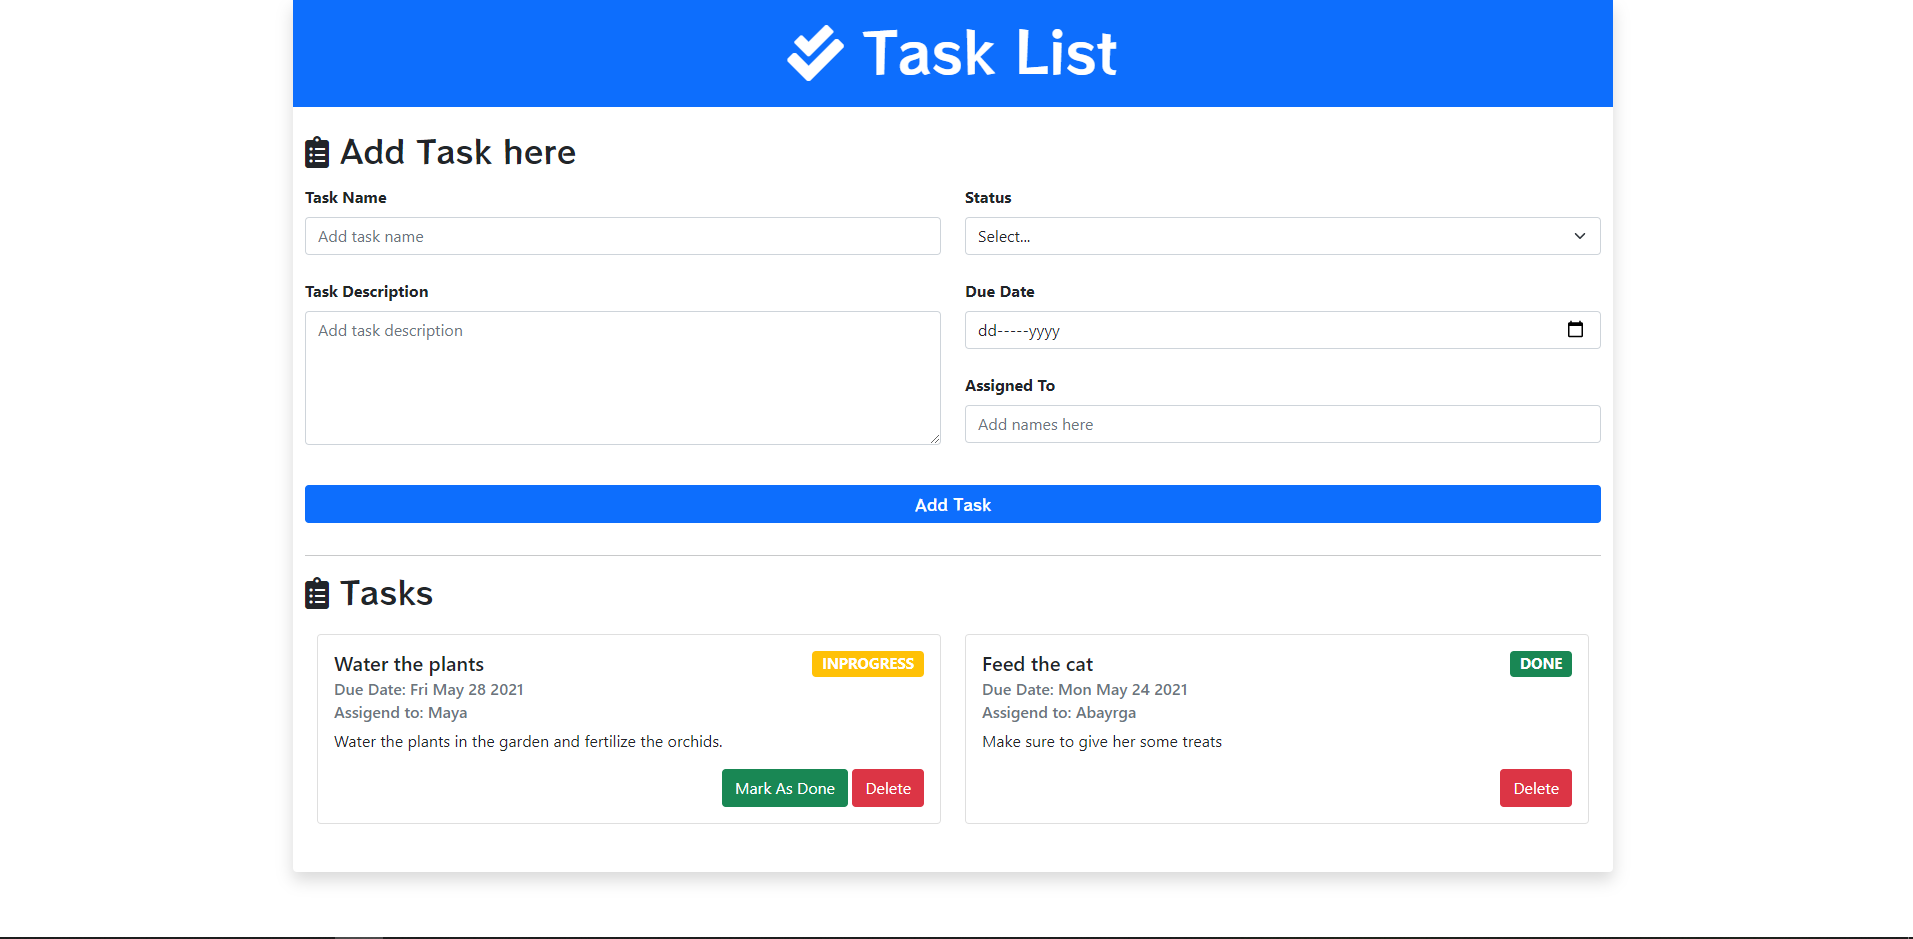 Task List
Add Task here
Task Name
Add task name
Status
Select...
Task Description
Add task description
Due Date
dd-----yyyy
Assigned To
Add names here
Add Task
Tasks
Water the plants
INPROGRESS
Due Date: Fri May 28 2021
Assigend to: Maya
Water the plants in the garden and fertilize the orchids.
Mark As Done
Delete
Feed the cat
DONE
Due Date: Mon May 24 2021
Assigend to: Abayrga
Make sure to give her some treats
Delete